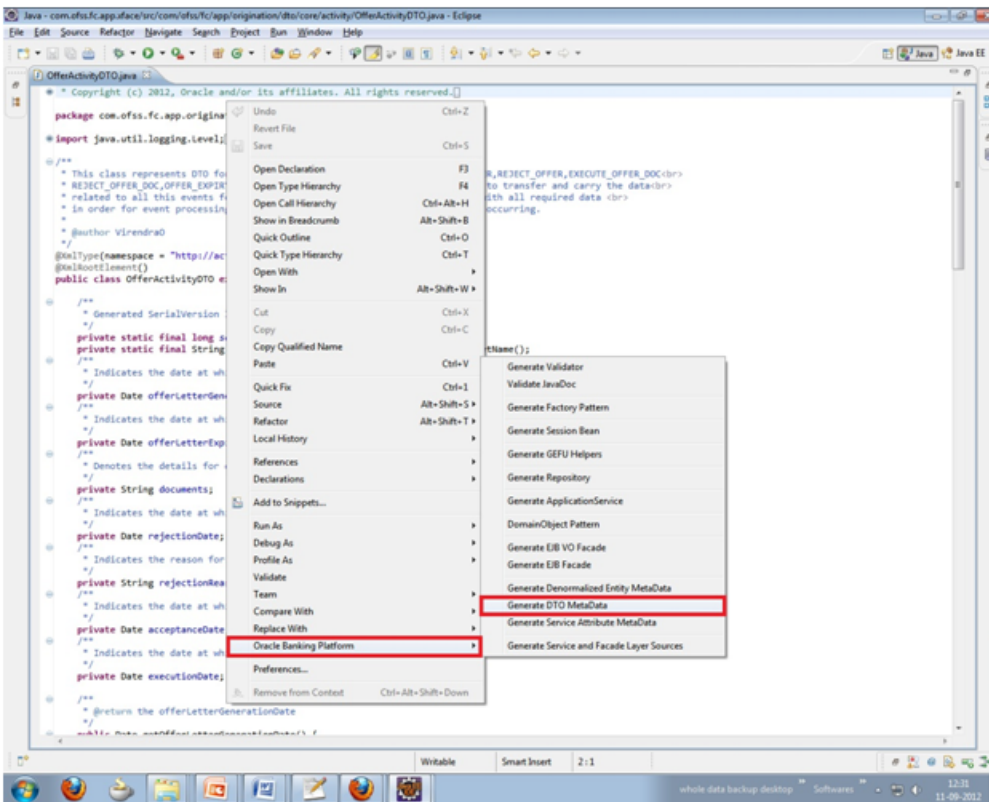 Java - com.ofss.fc.app.xface/src/com/ofss/fc/app/origination/dto/core/activity/OfferActivityDTO.java - Eclipse
File Edit Source Refactor Navigate Search Project Run Window Help
Java Java EE
OfferActivityDTO.java
* Copyright (c) 2012, Oracle and/or its affiliates. All rights reserved.
package com.ofss.fc.app.origina
import java.util.logging.Level;
/**
* This class represents DTO fo
R,REJECT_OFFER,EXECUTE_OFFER_DOC<br>
* REJECT_OFFER_DOC,OFFER_EXPIR
to transfer and carry the data<br>
* related to all this events f
ith all required data <br>
* in order for event processing
occurring.
*
* @author VirendraO
*/
@XmlType(namespace = "http://ac
@XmlRootElement()
public class OfferActivityDTO e
/**
* Generated SerialVersion
*/
private static final long s
private static final String
tName();
/**
* Indicates the date at wh
*/
private Date offerLetterGen
/**
* Indicates the date at wh
*/
private Date offerLetterExp
/**
* Denotes the details for
*/
private String documents;
/**
* Indicates the date at wh
*/
private Date rejectionDate;
/**
* Indicates the reason for
*/
private String rejectionRea
/**
* Indicates the date at wh
*/
private Date acceptanceDate
/**
* Indicates the date at wh
*/
private Date executionDate;
/**
* @return the offerLetterGenerationDate
*/
public Date getOfferLetterGenerationDate() {
Undo Ctrl+Z
Revert File
Save Ctrl+S
Open Declaration F3
Open Type Hierarchy F4
Open Call Hierarchy Ctrl+Alt+H
Show in Breadcrumb Alt+Shift+B
Quick Outline Ctrl+O
Quick Type Hierarchy Ctrl+T
Open With
Show In Alt+Shift+W
Cut Ctrl+X
Copy Ctrl+C
Copy Qualified Name
Paste Ctrl+V
Quick Fix Ctrl+1
Source Alt+Shift+S
Refactor Alt+Shift+T
Local History
References
Declarations
Add to Snippets...
Run As
Debug As
Profile As
Validate
Team
Compare With
Replace With
Oracle Banking Platform
Preferences...
Remove from Context Ctrl+Alt+Shift+Down
Generate Validator
Validate JavaDoc
Generate Factory Pattern
Generate Session Bean
Generate GEFU Helpers
Generate Repository
Generate ApplicationService
DomainObject Pattern
Generate EJB VO Facade
Generate EJB Facade
Generate Denormalized Entity MetaData
Generate DTO MetaData
Generate Service Attribute MetaData
Generate Service and Facade Layer Sources
Writable Smart Insert 2:1
whole data backup desktop Softwares 12:31
11-09-2012